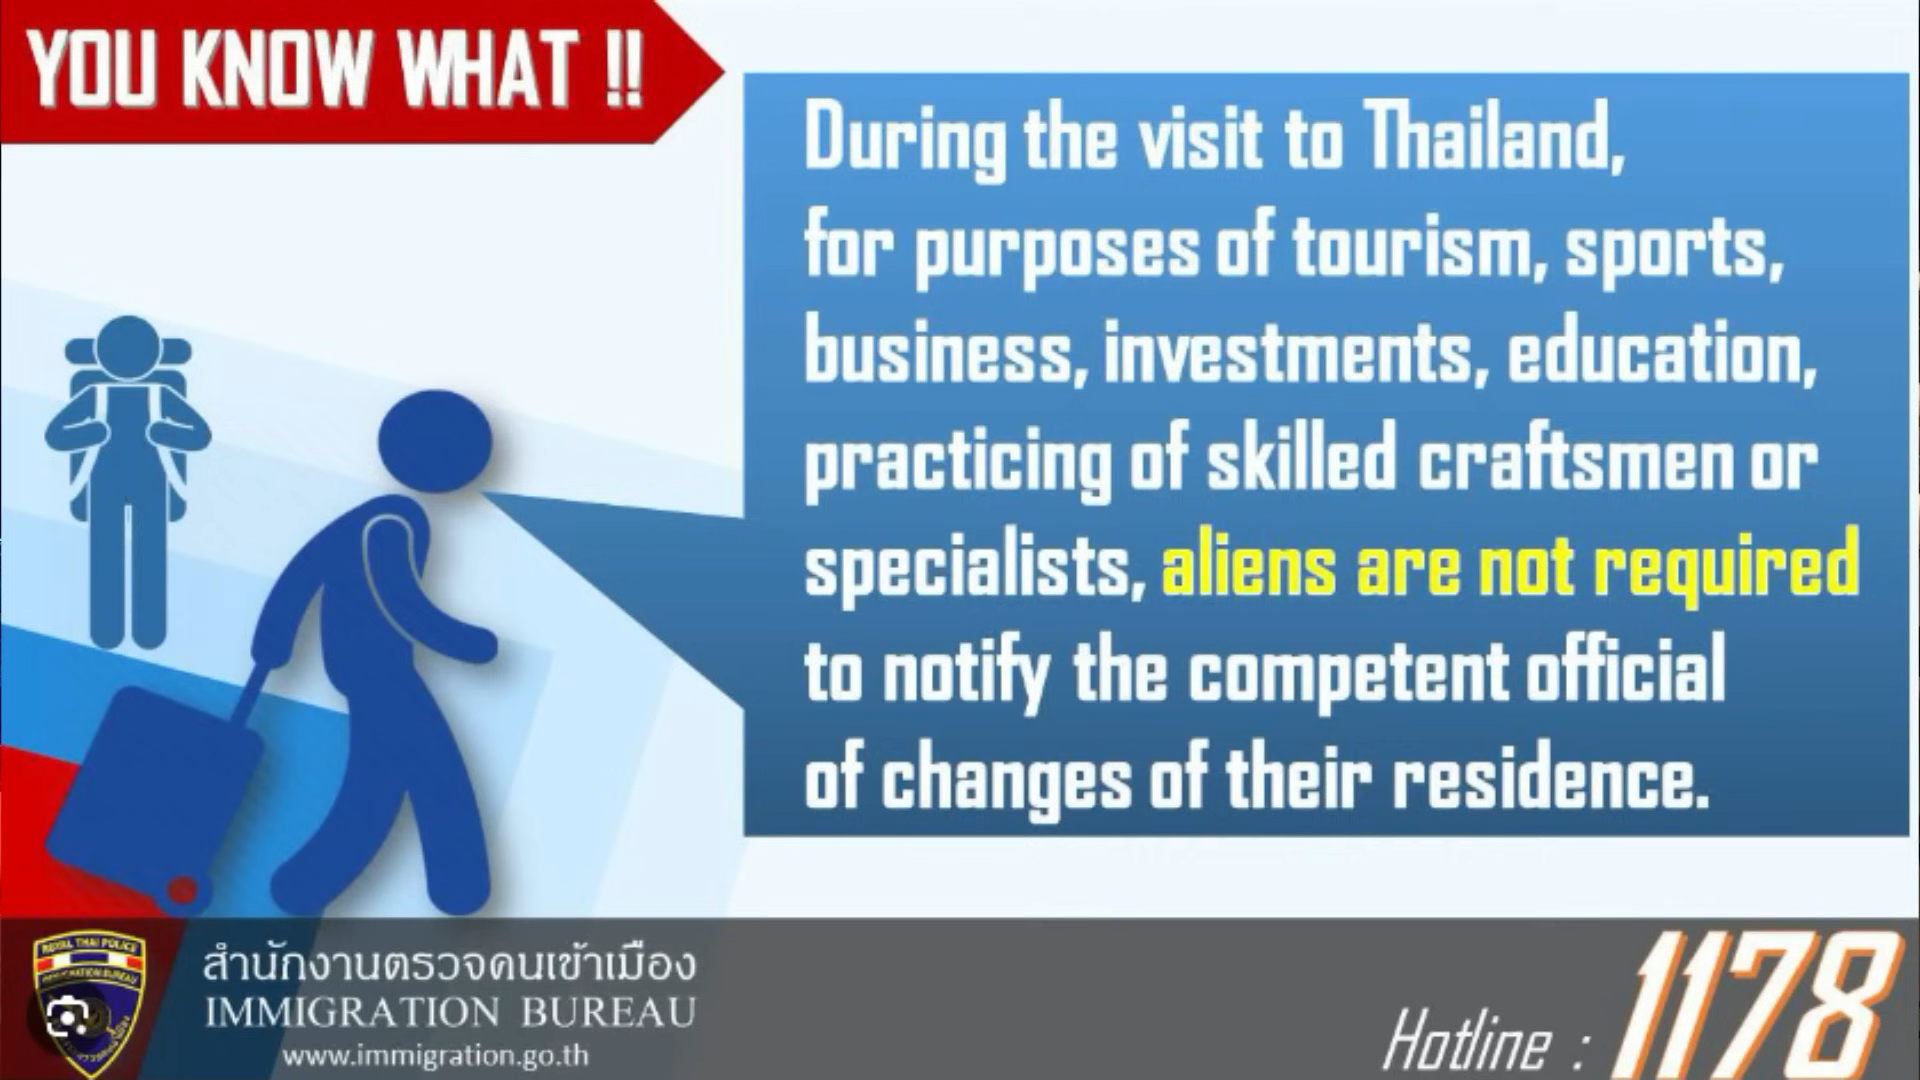 YOU KNOW WHAT !!
During the visit to Thailand,
for purposes of tourism, sports,
business, investments, education,
practicing of skilled craftsmen or
specialists, aliens are not required
to notify the competent official
of changes of their residence.
ROYAL THAI POLICE
สำนักงานตรวจคนเข้าเมือง
IMMIGRATION BUREAU
www.immigration.go.th
Hotline : 1178